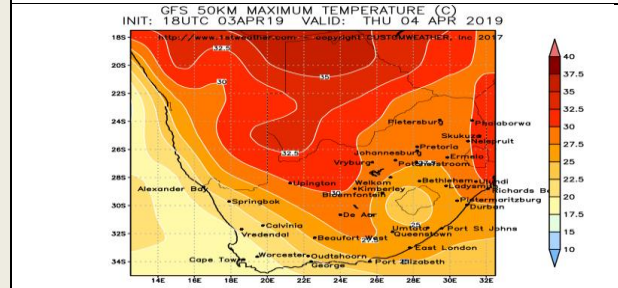 GFS 50KM MAXIMUM TEMPERATURE (C)
INIT: 18UTC 03APR19 VALID: THU 04 APR 2019
http://www.1stweather.com -- copyright CUSTOMWEATHER, Inc 2017
18S
20S
22S
24S
26S
28S
30S
32S
34S
32.5
30
35
32.5
30
25
27.5
Pietersburg
Phalaborwa
Skukuza
Nelspruit
Pretoria
Johannesburg
Ermelo
Vryburg
Potchefstroom
Upington
Welkom
Bethlehem
Ulundi
Kimberley
Ladysmith
Richards B
Alexander Bay
Bloemfontein
Springbok
Pietermaritzburg
Durban
De Aar
Calvinia
Umtata
Port St Johns
Vredendal
Beaufort West
Queenstown
East London
Cape Town
Worcester
Oudtshoorn
George
Port Elizabeth
14E 16E 18E 20E 22E 24E 26E 28E 30E 32E
40
37.5
35
32.5
30
27.5
25
22.5
20
17.5
15
10